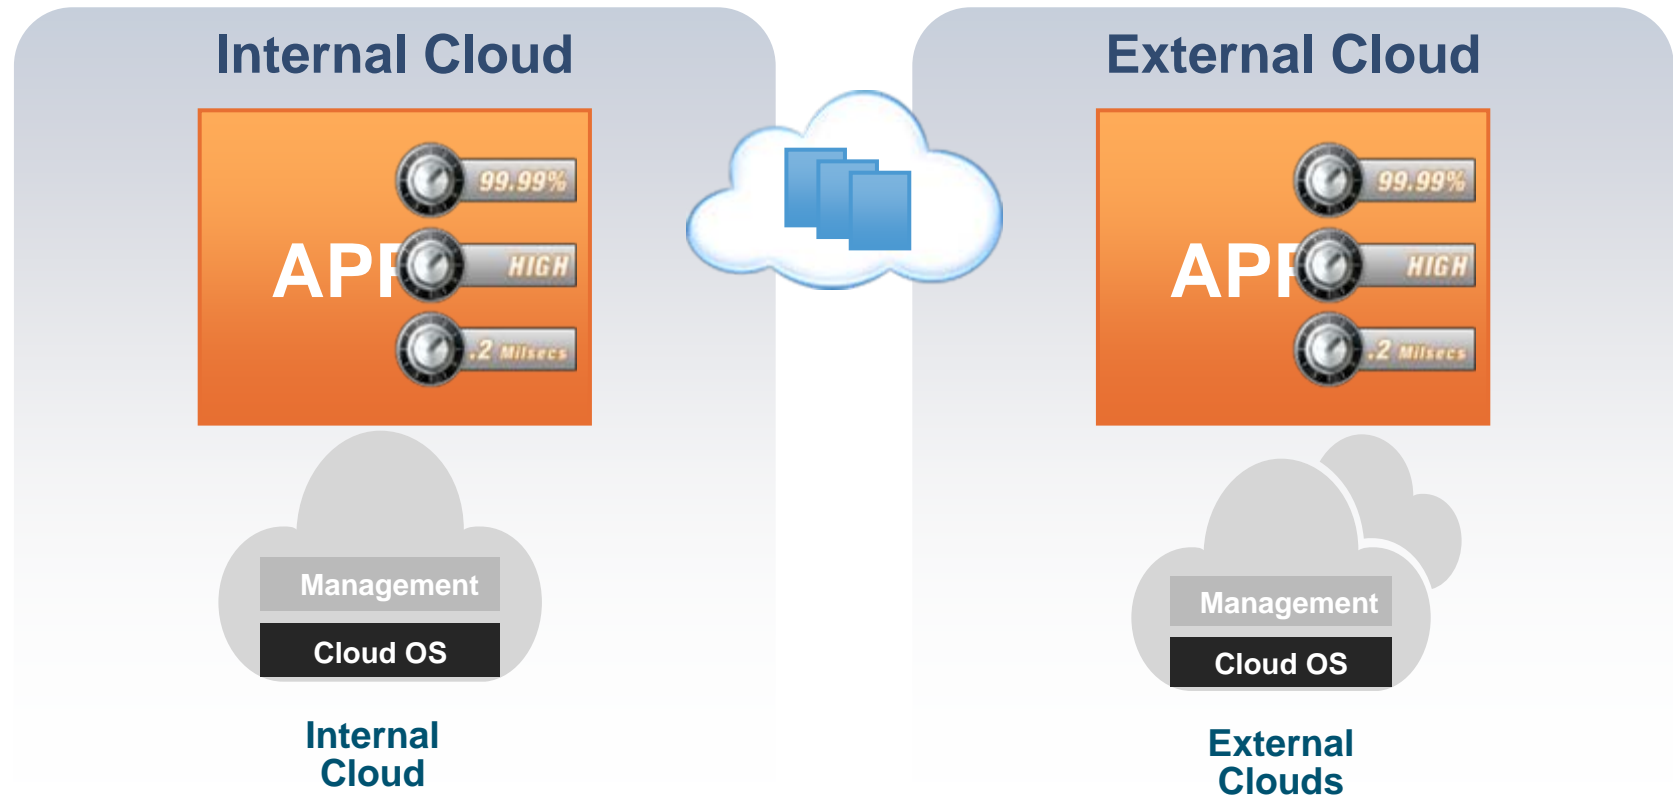 Internal Cloud
99.99%
APP
HIGH
.2 Milsecs
Management
Cloud OS
Internal
Cloud
External Cloud
99.99%
APP
HIGH
.2 Milsecs
Management
Cloud OS
External
Clouds